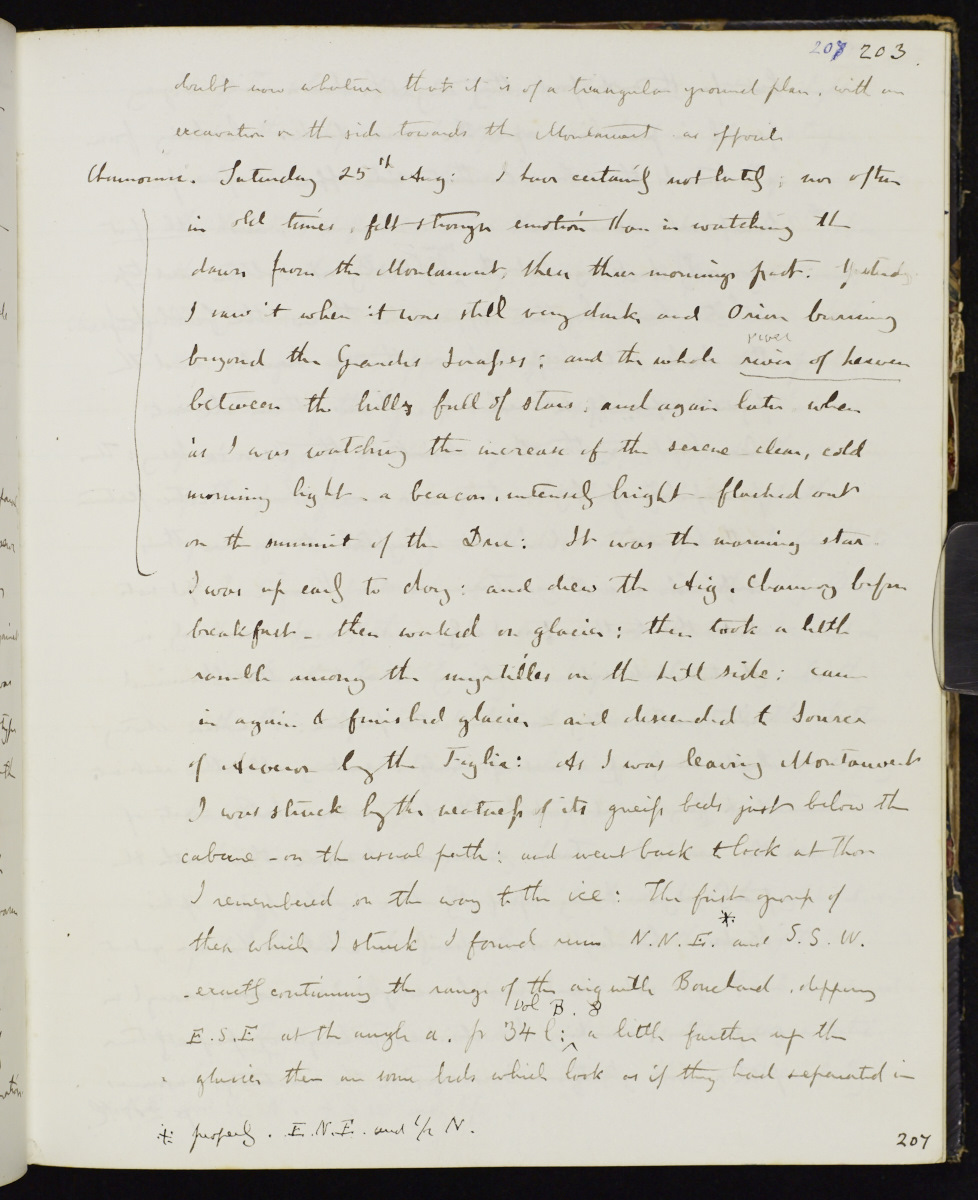 207 203.
doubt now whatever that it is of a triangular ground plan, with an
excavation on the side towards the Montanvert as opposite
Chamouni. Saturday 25th Aug: I have certainly not lately; nor often
in old times, felt stronger emotion than in watching the
dawn from the Montanvert, these three mornings past. Yesterday
I saw it when it was still very dark and Orion burning
river
beyond the Grandes Jorasses; and the whole river of heaven
between the hills full of stars, and again later when
as I was watching the increase of the serene clear, cold
morning light - a beacon, intensely bright - flashed out
on the summit of the Dru: It was the morning star.
I was up early to day: and drew the Aig. Charmoz before
breakfast - then worked on glacier; then took a little
ramble among the myrtilles on the hill side; came
in again & finished glacier - and descended to Source
of Arveron by the Faglia: As I was leaving Montanvert
I was struck by the neatness of its gneiss beds just below the
cabane - on the usual path: and went back to look at those
I remembered on the way to the ice: The first group of
these which I struck I found runs N.N.E.* and S.S.W.
- exactly continuing the range of the aiguille Bouchard, dipping
Vol B. 8
E.S.E at the angle a. p 34 l; a little further up the
glacier there are some beds which look as if they had separated in
* properly. E.N.E. and 1/2 N.
207